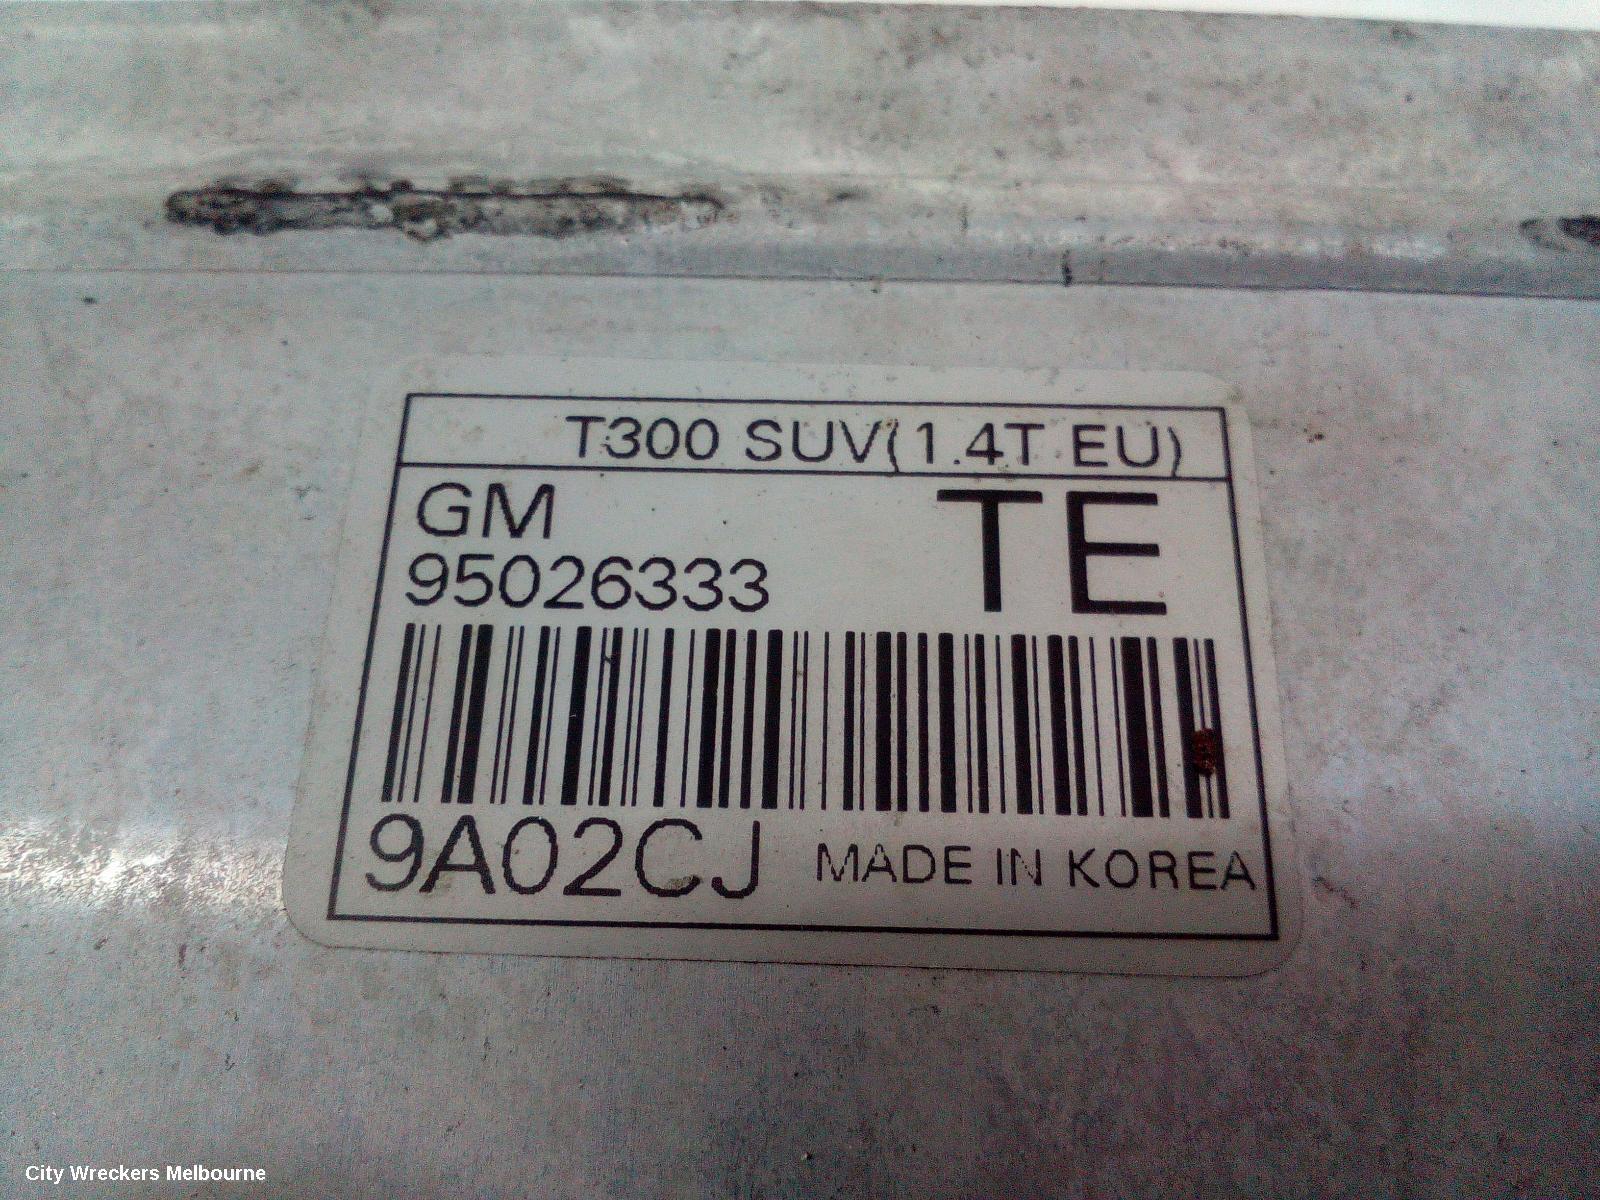 T300 SUV(1.4T EU)
GM
TE
95026333
9A02CJ MADE IN KOREA
City Wreckers Melbourne